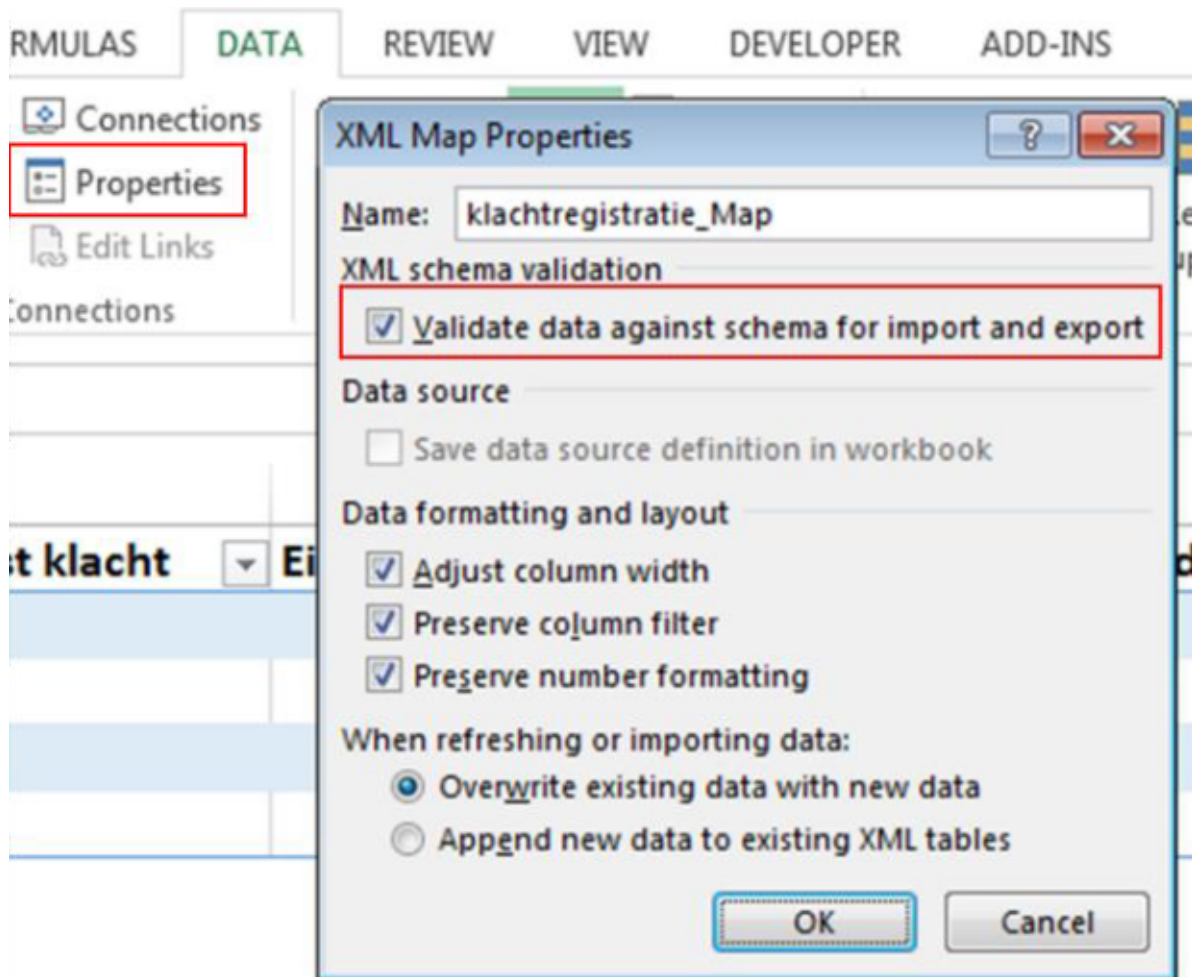 RMULAS DATA REVIEW VIEW DEVELOPER ADD-INS
Connections
Properties
Edit Links
onnections
XML Map Properties
Name: klachtregistratie_Map
XML schema validation
Validate data against schema for import and export
Data source
Save data source definition in workbook
Data formatting and layout
st klacht Ei
Adjust column width
Preserve column filter
Preserve number formatting
When refreshing or importing data:
Overwrite existing data with new data
Append new data to existing XML tables
OK Cancel